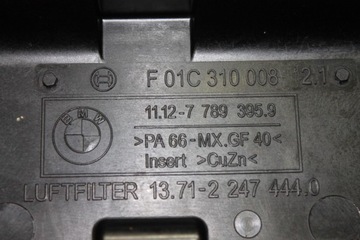 F 01C 310 008 2.1
BMW
11.12-7 789 395.9
>PA 66-MX.GF 40<
Insert >CuZn<
LUFTFILTER 13.71-2 247 444.0